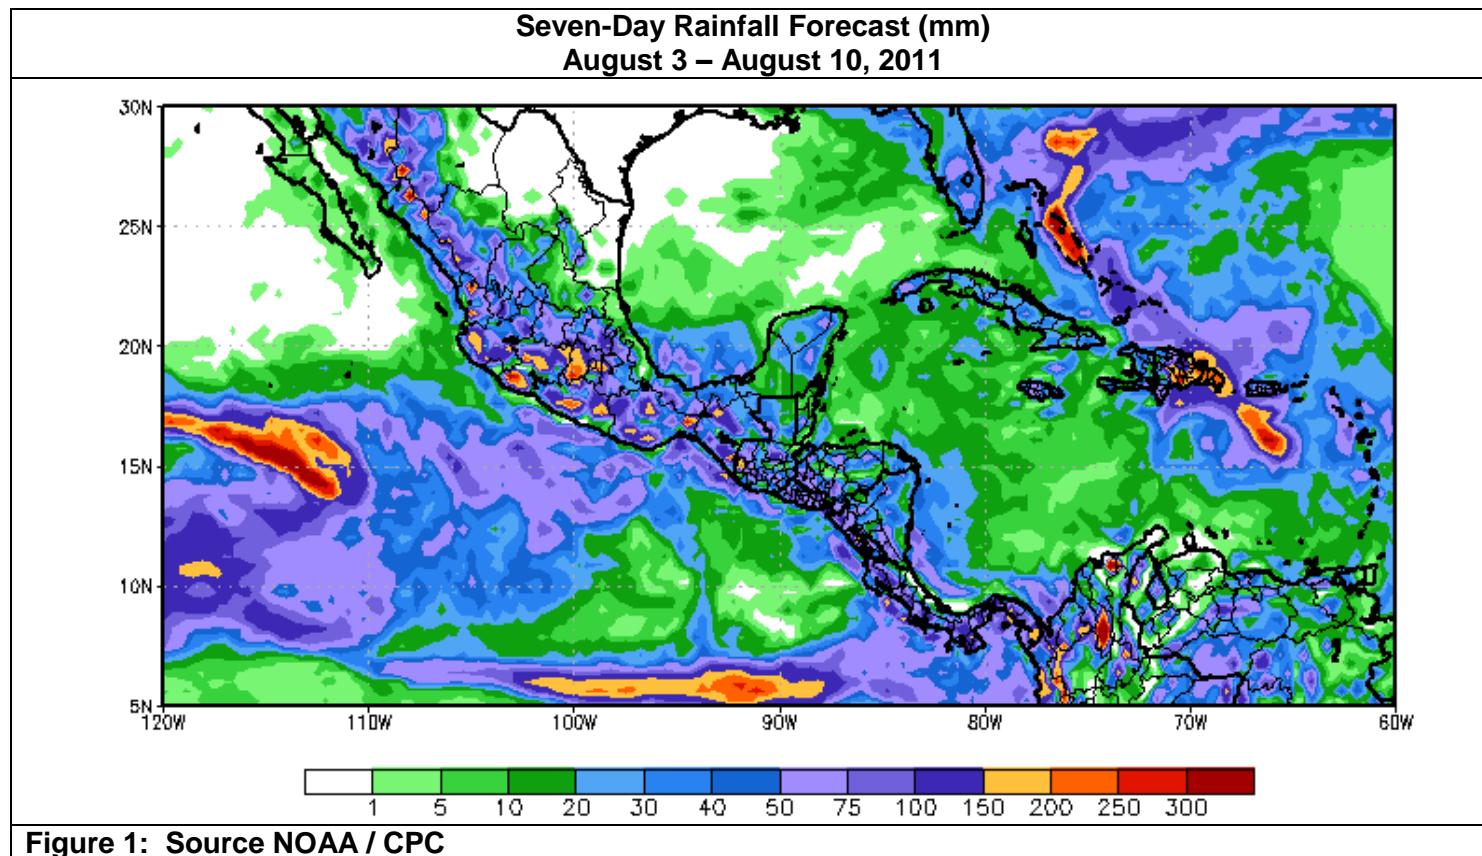 Seven-Day Rainfall Forecast (mm)
August 3 – August 10, 2011
30N
25N
20N
15N
10N
5N
120W 110W 100W 90W 80W 70W 60W
1 5 10 20 30 40 50 75 100 150 200 250 300
Figure 1: Source NOAA / CPC